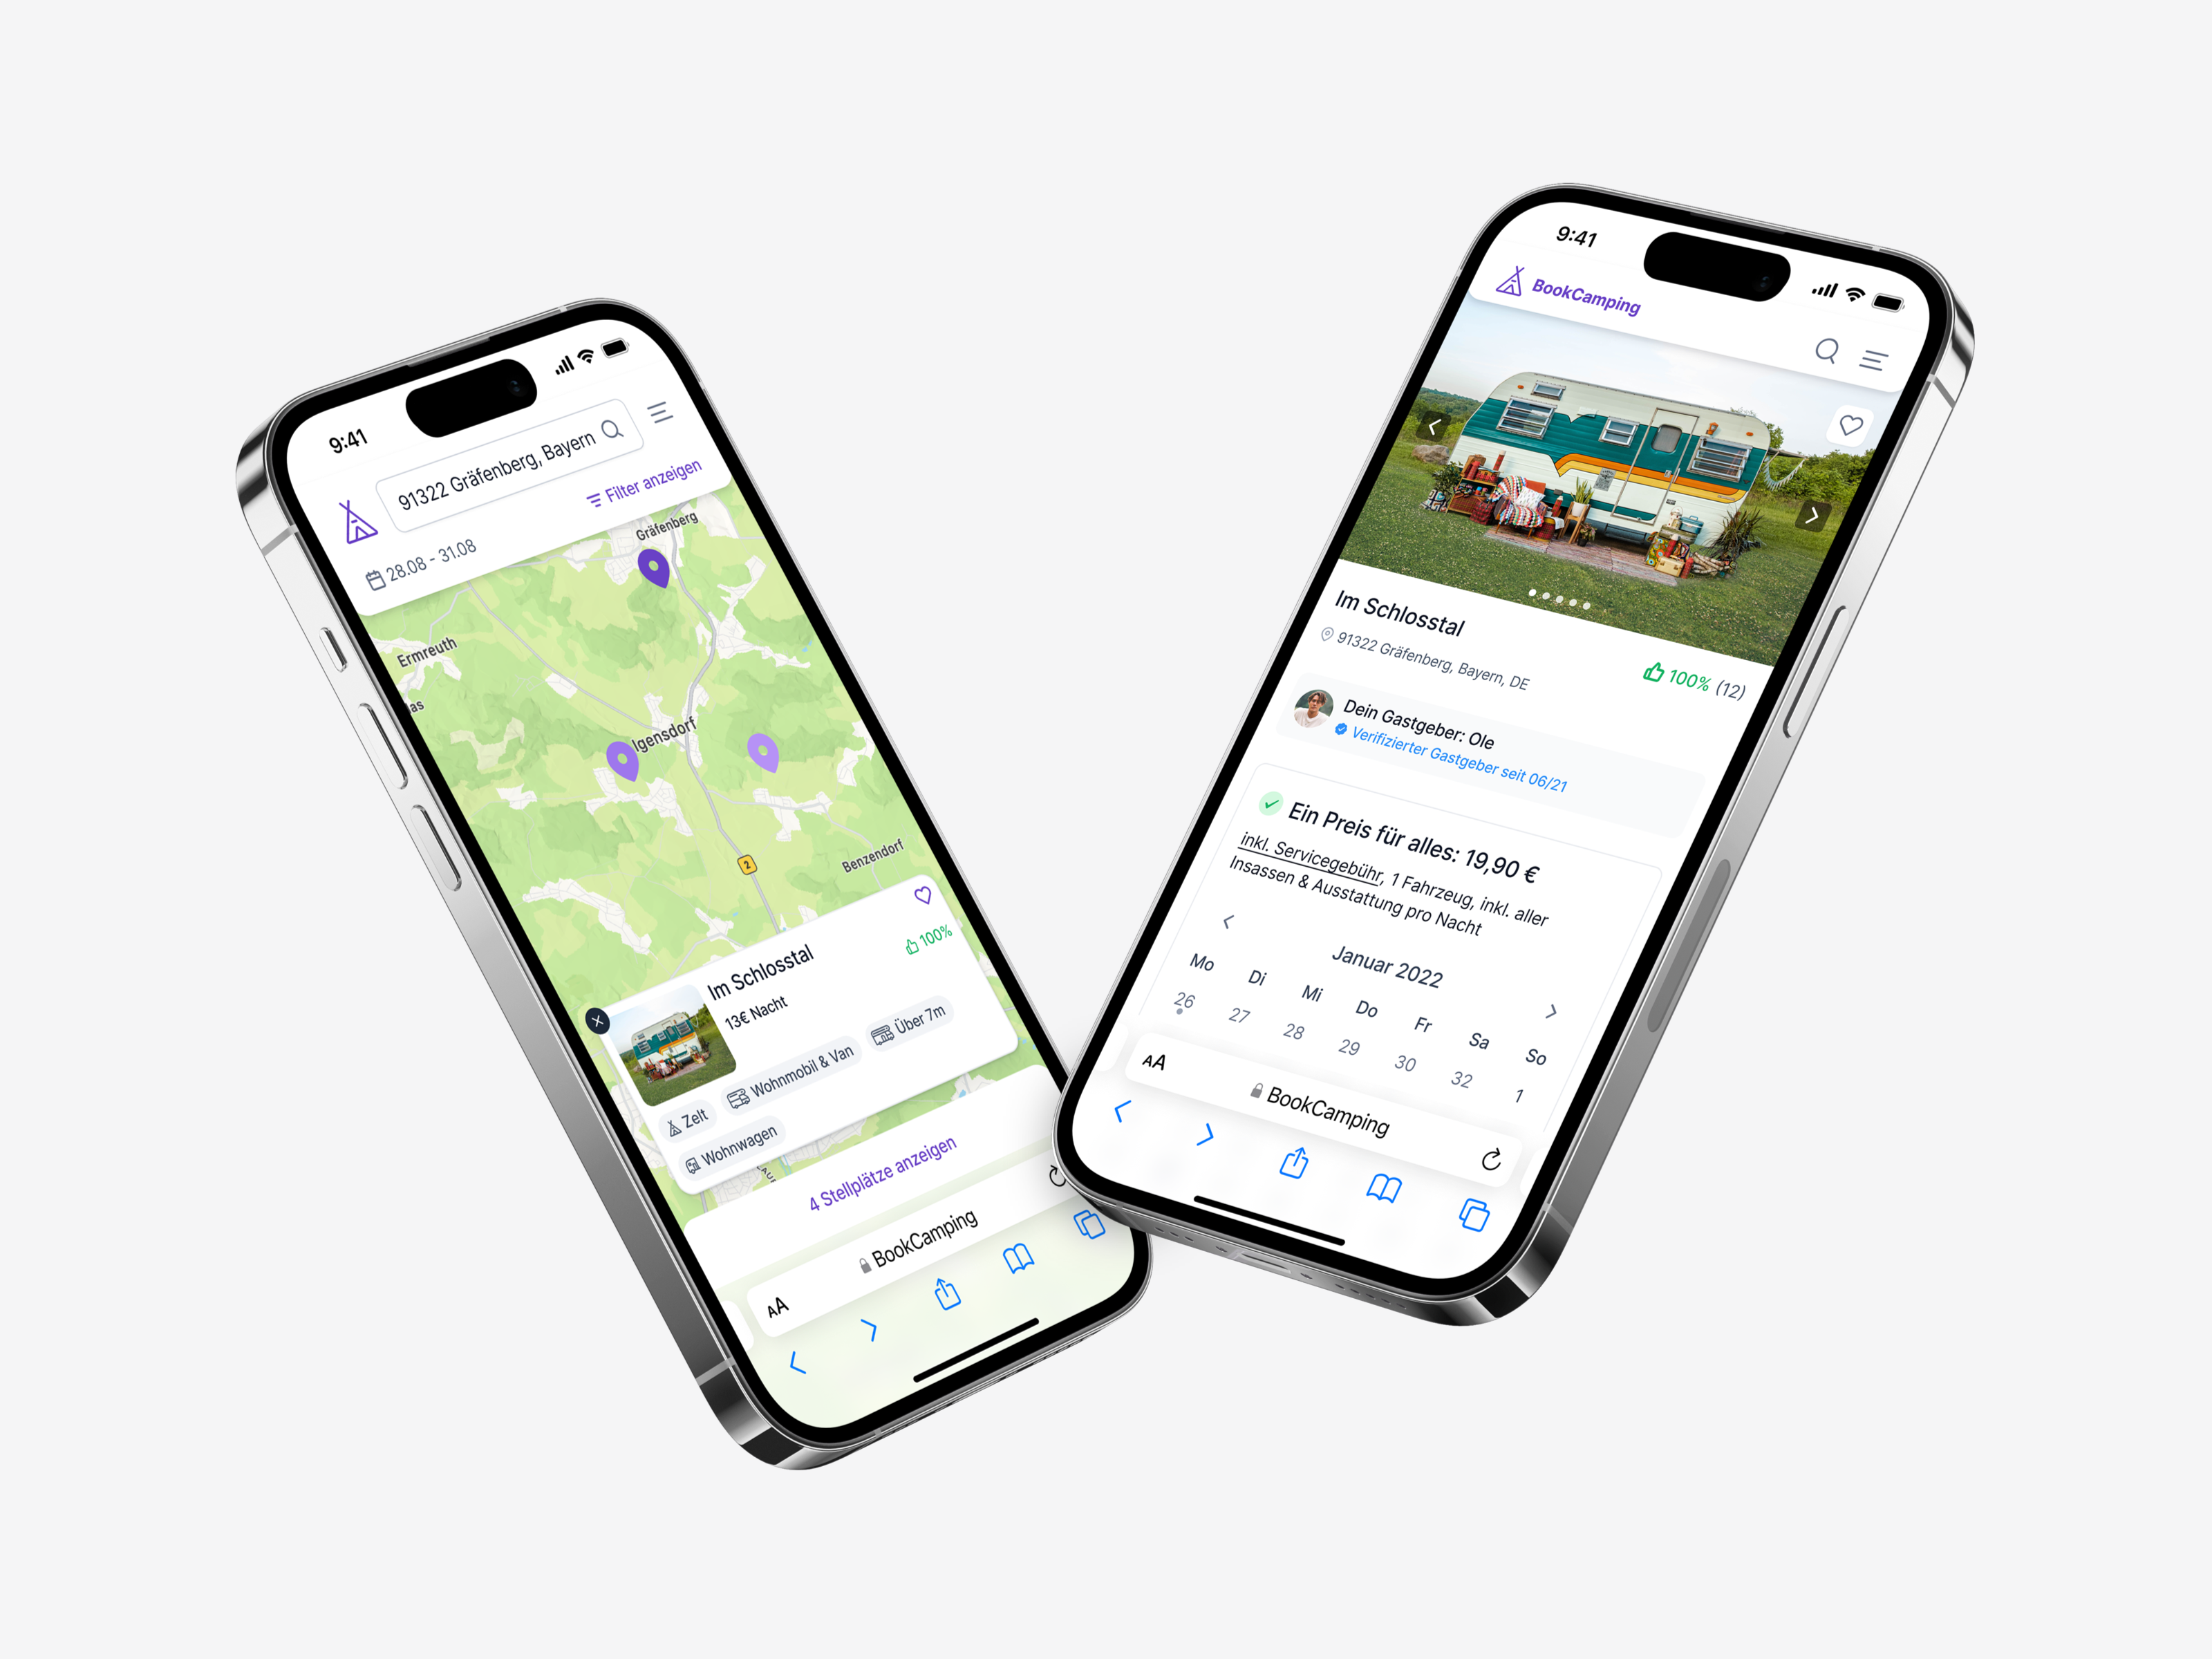 9:41
91322 Gräfenberg, Bayern
28.08 - 31.08
Filter anzeigen
Gräfenberg
Ermreuth
as
Igensdorf
2
Benzendorf
Im Schlosstal
100%
13€ Nacht
Zelt
Wohnmobil & Van
Über 7m
Wohnwagen
4 Stellplätze anzeigen
AA
BookCamping
9:41
BookCamping
Im Schlosstal
91322 Gräfenberg, Bayern, DE
100% (12)
Dein Gastgeber: Ole
Verifizierter Gastgeber seit 06/21
Ein Preis für alles: 19,90 €
inkl. Servicegebühr, 1 Fahrzeug, inkl. aller
Insassen & Ausstattung pro Nacht
Januar 2022
Mo Di Mi Do Fr Sa So
26 27 28 29 30 32 1
AA
BookCamping